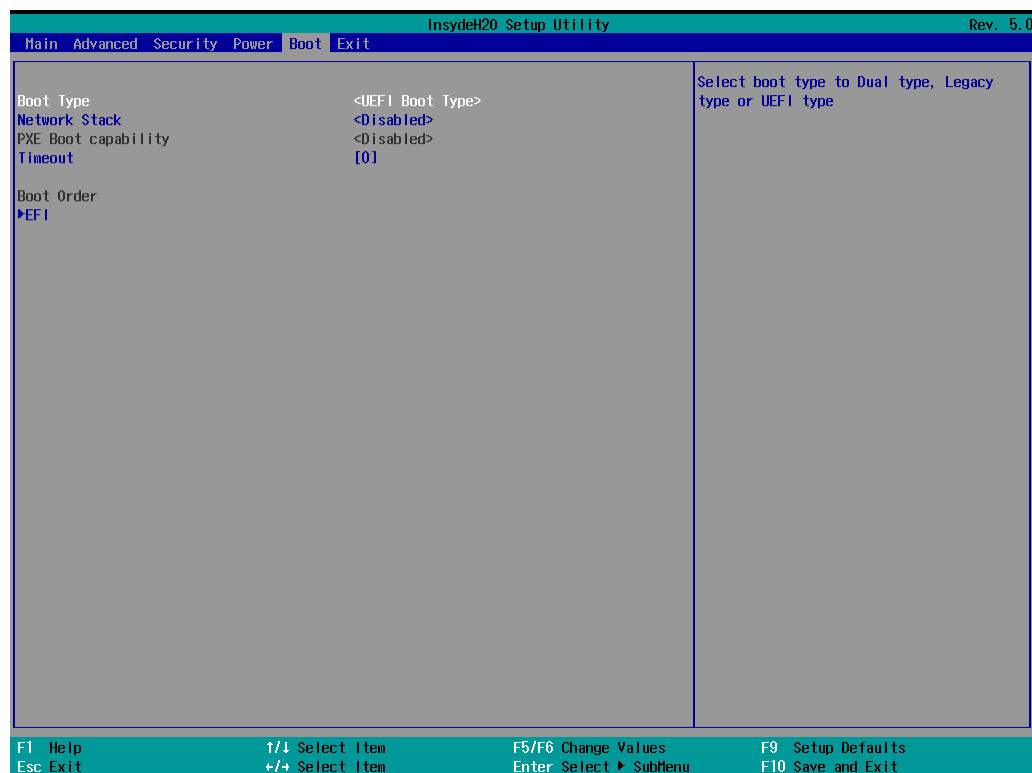 InsydeH20 Setup Utility Rev. 5.0
Main Advanced Security Power Boot Exit
Boot Type <UEFI Boot Type>
Network Stack <Disabled>
PXE Boot capability <Disabled>
Timeout [0]
Boot Order
▶EFI
Select boot type to Dual type, Legacy
type or UEFI type
F1 Help ↑/↓ Select Item F5/F6 Change Values F9 Setup Defaults
Esc Exit ←/→ Select Item Enter Select ▶ SubMenu F10 Save and Exit